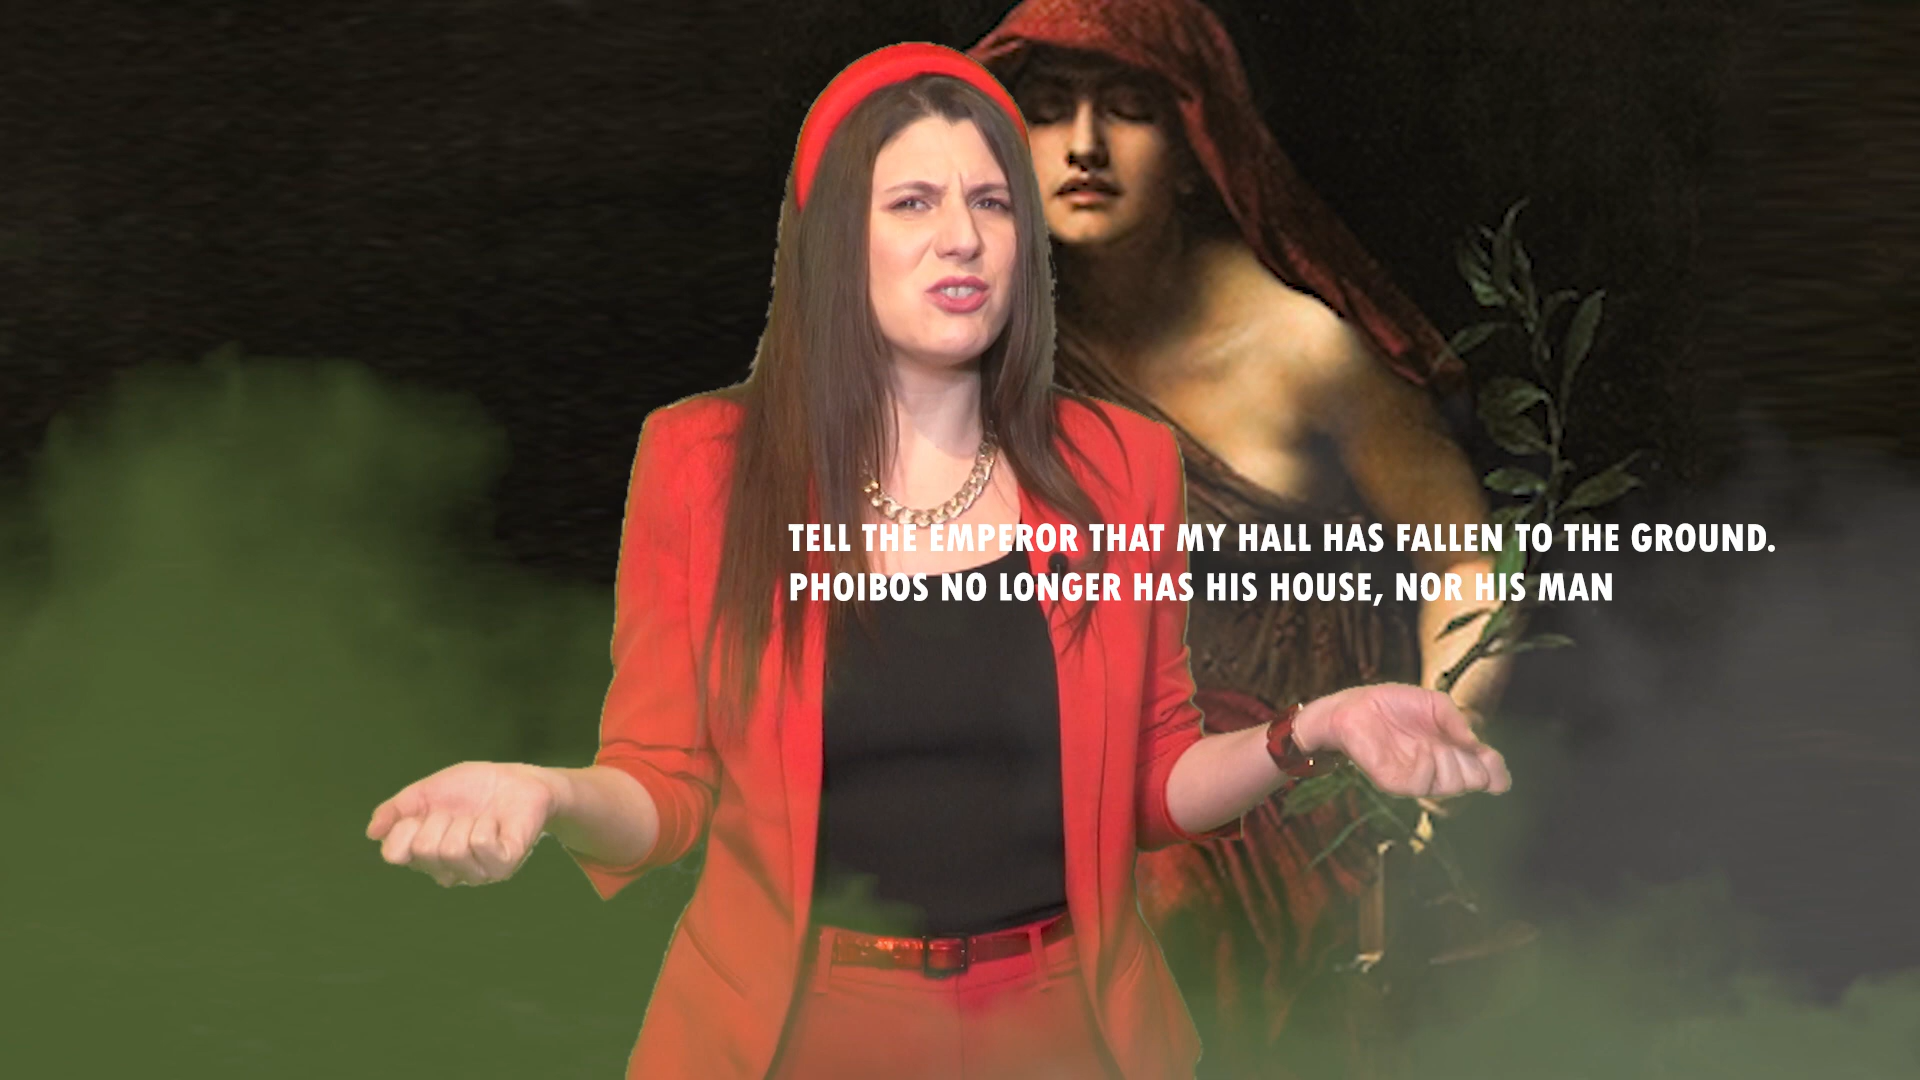 TELL THE EMPEROR THAT MY HALL HAS FALLEN TO THE GROUND.
PHOIBOS NO LONGER HAS HIS HOUSE, NOR HIS MAN